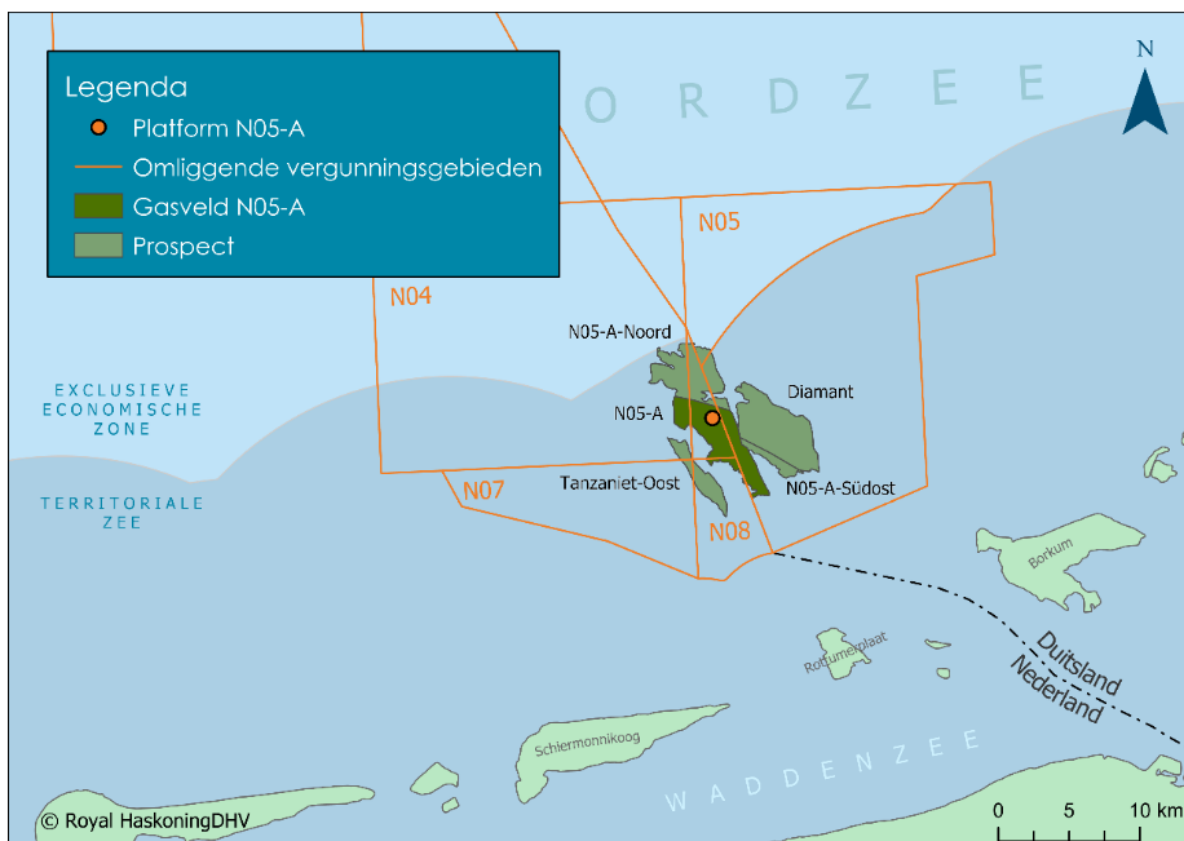 ORDZEE
N
Legenda
Platform N05-A
Omliggende vergunningsgebieden
Gasveld N05-A
Prospect
N05
N04
N05-A-Noord
Diamant
EXCLUSIEVE
ECONOMISCHE
ZONE
N05-A
N07
Tanzaniet-Oost
N05-A-Südost
TERRITORIALE
ZEE
N08
Borkum
Rottumerplaat
Duitsland
Nederland
Schiermonnikoog
WADDENZEE
© Royal HaskoningDHV
0 5 10 km